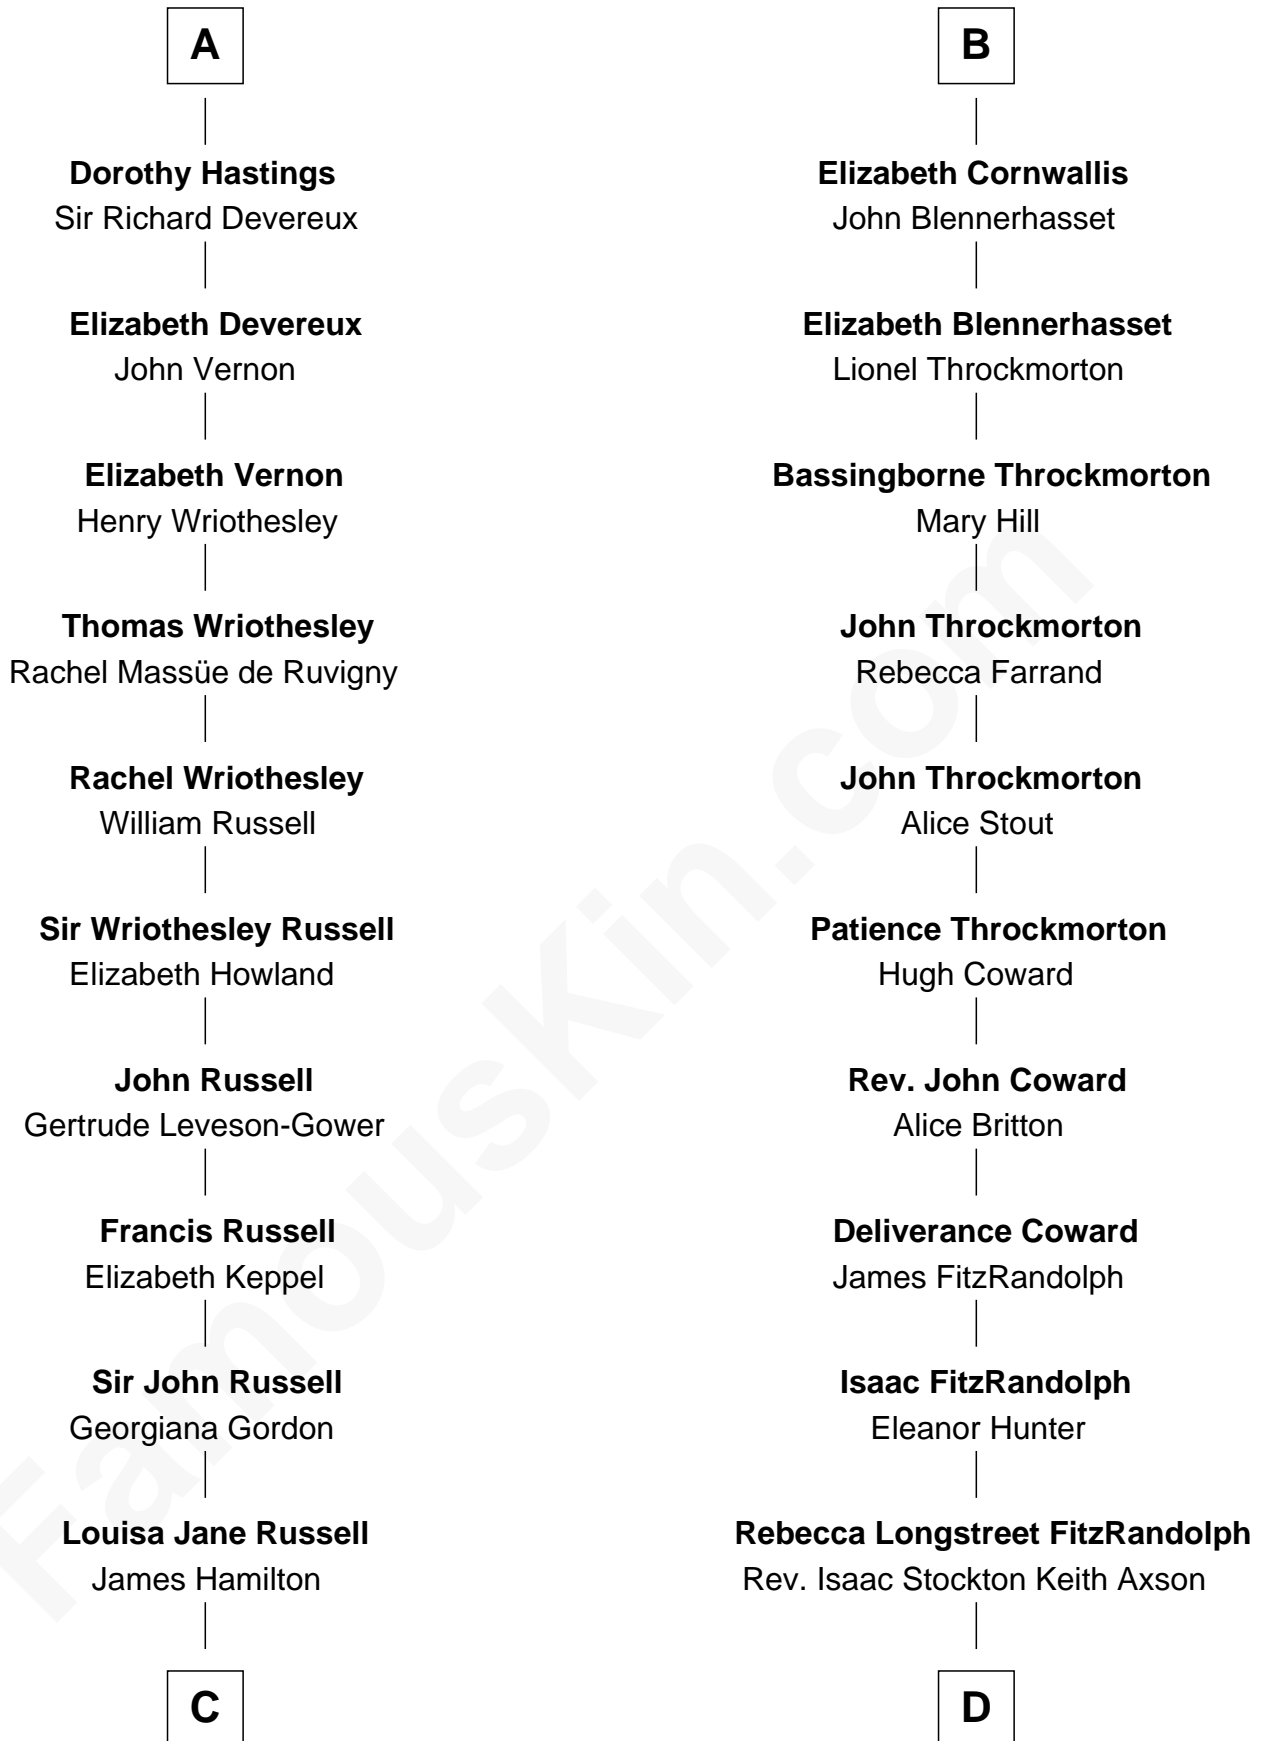 A
Dorothy Hastings
Sir Richard Devereux
Elizabeth Devereux
John Vernon
Elizabeth Vernon
Henry Wriothesley
Thomas Wriothesley
Rachel Massüe de Ruvigny
Rachel Wriothesley
William Russell
Sir Wriothesley Russell
Elizabeth Howland
John Russell
Gertrude Leveson-Gower
Francis Russell
Elizabeth Keppel
Sir John Russell
Georgiana Gordon
Louisa Jane Russell
James Hamilton
C
B
Elizabeth Cornwallis
John Blennerhasset
Elizabeth Blennerhasset
Lionel Throckmorton
Bassingborne Throckmorton
Mary Hill
John Throckmorton
Rebecca Farrand
John Throckmorton
Alice Stout
Patience Throckmorton
Hugh Coward
Rev. John Coward
Alice Britton
Deliverance Coward
James FitzRandolph
Isaac FitzRandolph
Eleanor Hunter
Rebecca Longstreet FitzRandolph
Rev. Isaac Stockton Keith Axson
D
FamousKin.com